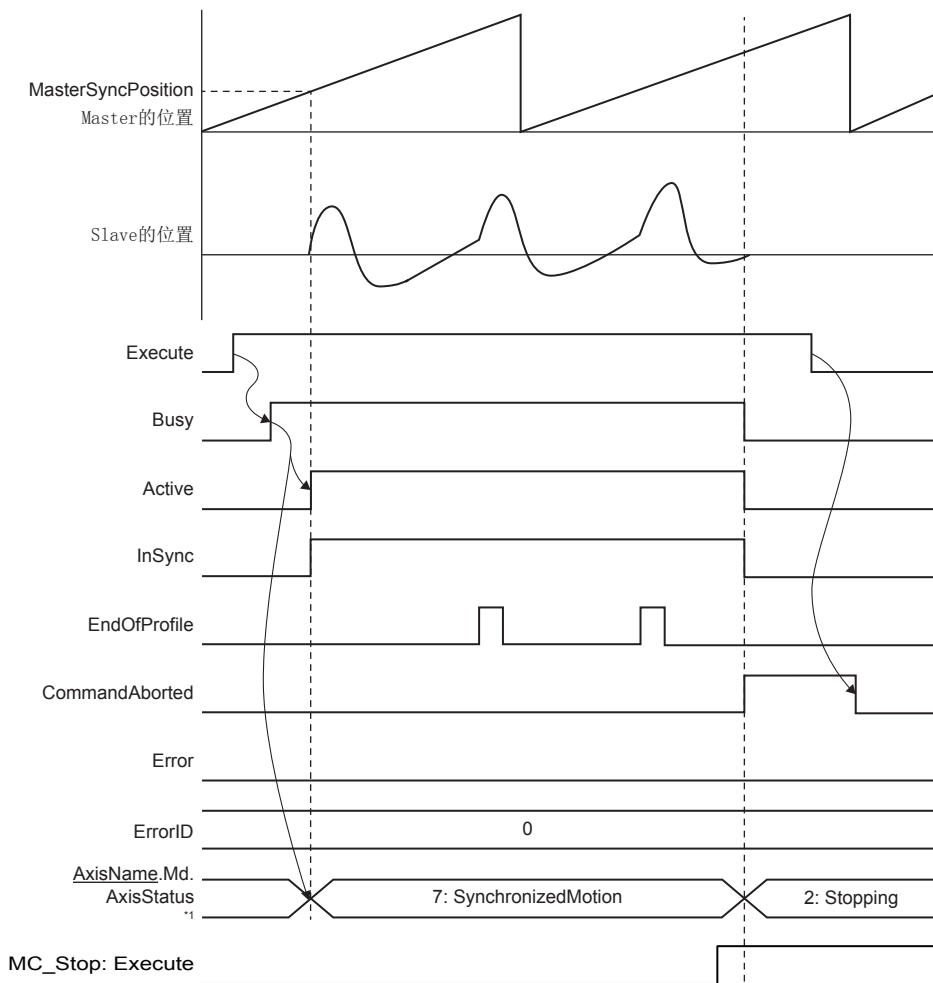 MasterSyncPosition
Master的位置
Slave的位置
Execute
Busy
Active
InSync
EndOfProfile
CommandAborted
Error
ErrorID
0
AxisName.Md.
AxisStatus
*1
7: SynchronizedMotion
2: Stopping
MC_Stop: Execute